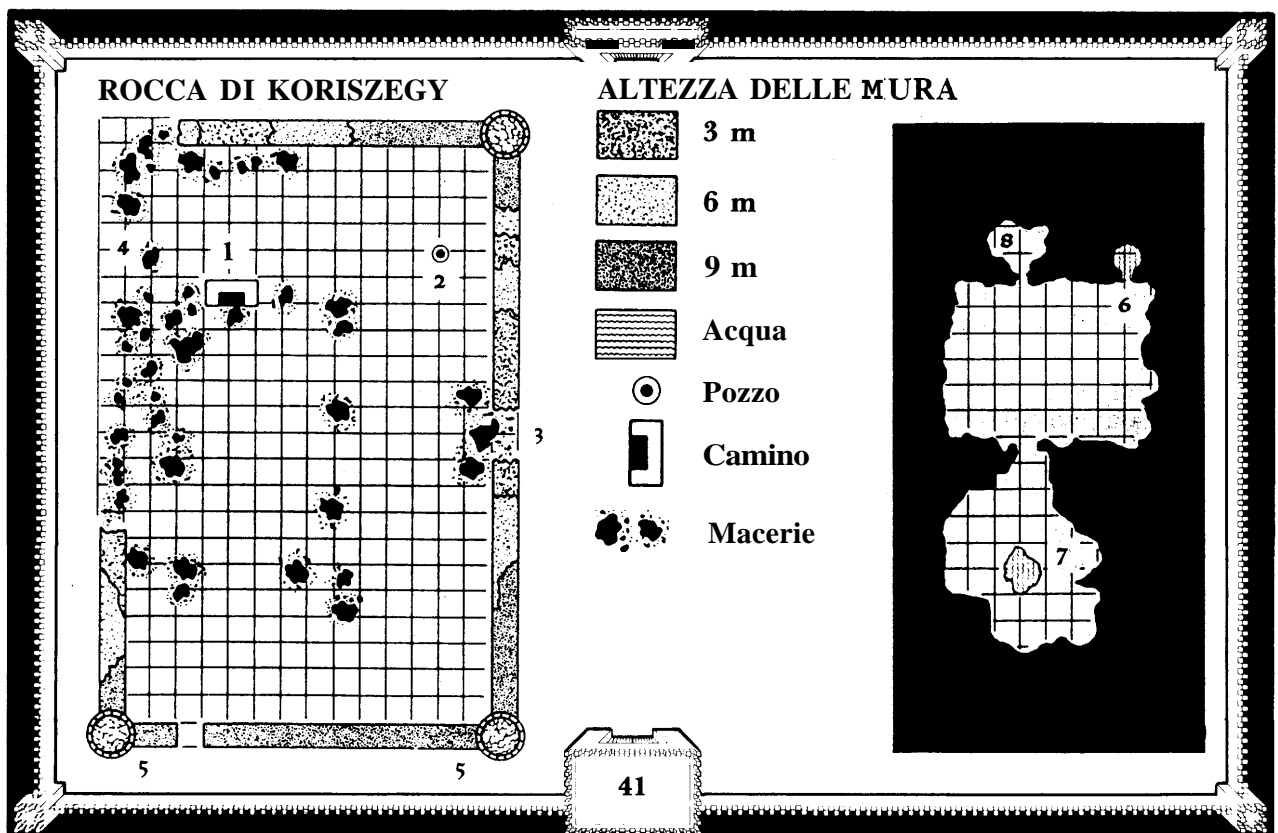 ROCCA DI KORISZEGY
4
1
2
3
5
5
ALTEZZA DELLE MURA
3 m
6 m
9 m
Acqua
Pozzo
Camino
Macerie
8
6
7
41